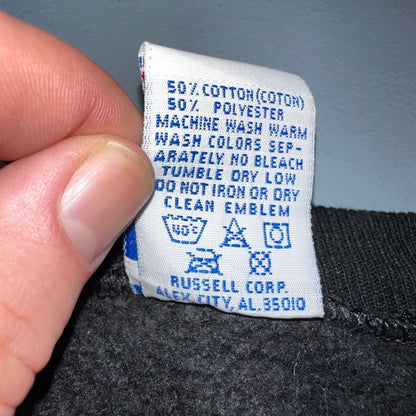 50% COTTON(COTON)
50% POLYESTER
MACHINE WASH WARM
WASH COLORS SEP-
ARATELY. NO BLEACH
TUMBLE DRY LOW
DO NOT IRON OR DRY
CLEAN EMBLEM
40°C
RUSSELL CORP.
ALEX CITY, AL. 35010